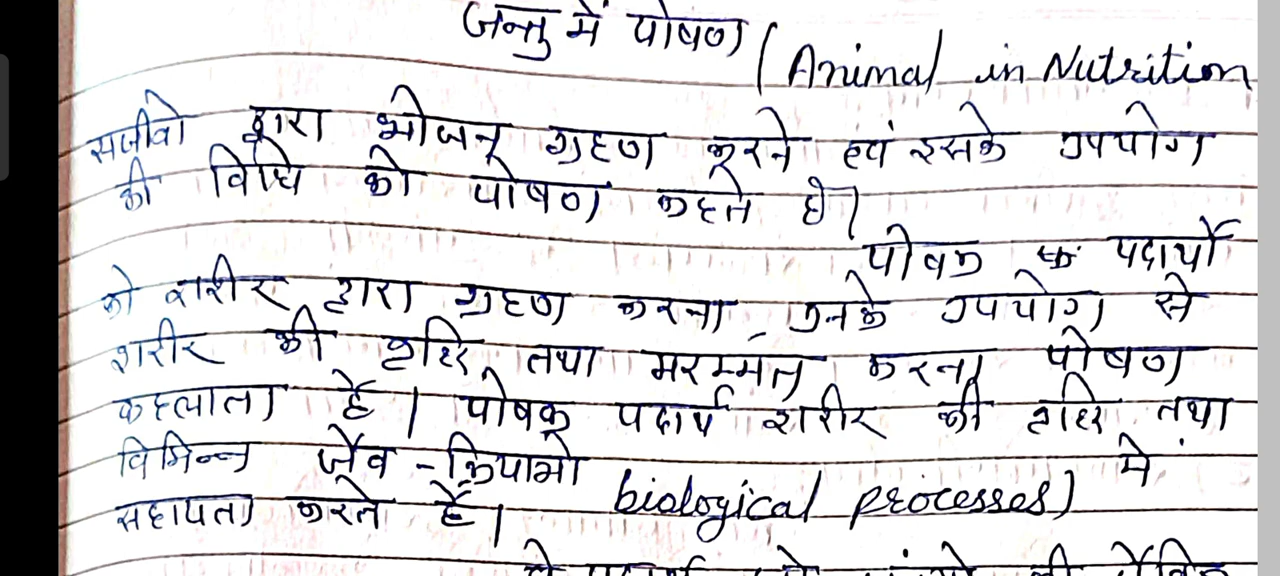 जन्तु में पोषण (Animal in Nutrition
सजीवो द्वारा भोजन ग्रहण करने एवं इसके उपयोग
की विधि को पोषण कहते है।
पोषक पदार्थो
को शरीर द्वारा ग्रहण करना, उनके उपयोग से
शरीर की वृद्धि तथा मरम्मत करना पोषण
कहलाता है। पोषक पदार्थ शरीर की वृद्धि तथा
विभिन्न जैव-क्रियाओ biological processes) में
सहायता करते है।